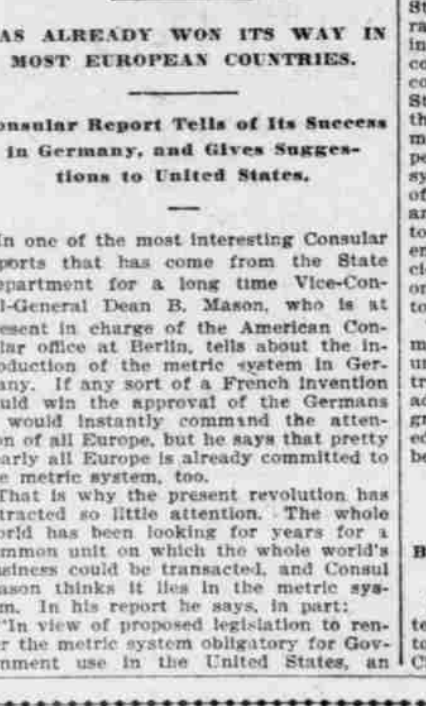 AS ALREADY WON ITS WAY IN
MOST EUROPEAN COUNTRIES.
onsular Report Tells of Its Success
in Germany, and Gives Sugges-
tions to United States.
In one of the most interesting Consular
ports that has come from the State
epartment for a long time Vice-Con-
l-General Dean B. Mason, who is at
esent in charge of the American Con-
lar office at Berlin, tells about the in-
oduction of the metric system in Ger-
any. If any sort of a French invention
uld win the approval of the Germans
would instantly command the atten-
on of all Europe, but he says that pretty
arly all Europe is already committed to
e metric system, too.
That is why the present revolution has
tracted so little attention. The whole
orld has been looking for years for a
mmon unit on which the whole world's
siness could be transacted, and Consul
ason thinks it lies in the metric sys-
m. In his report he says, in part:
"In view of proposed legislation to ren-
r the metric system obligatory for Gov-
nment use in the United States, an